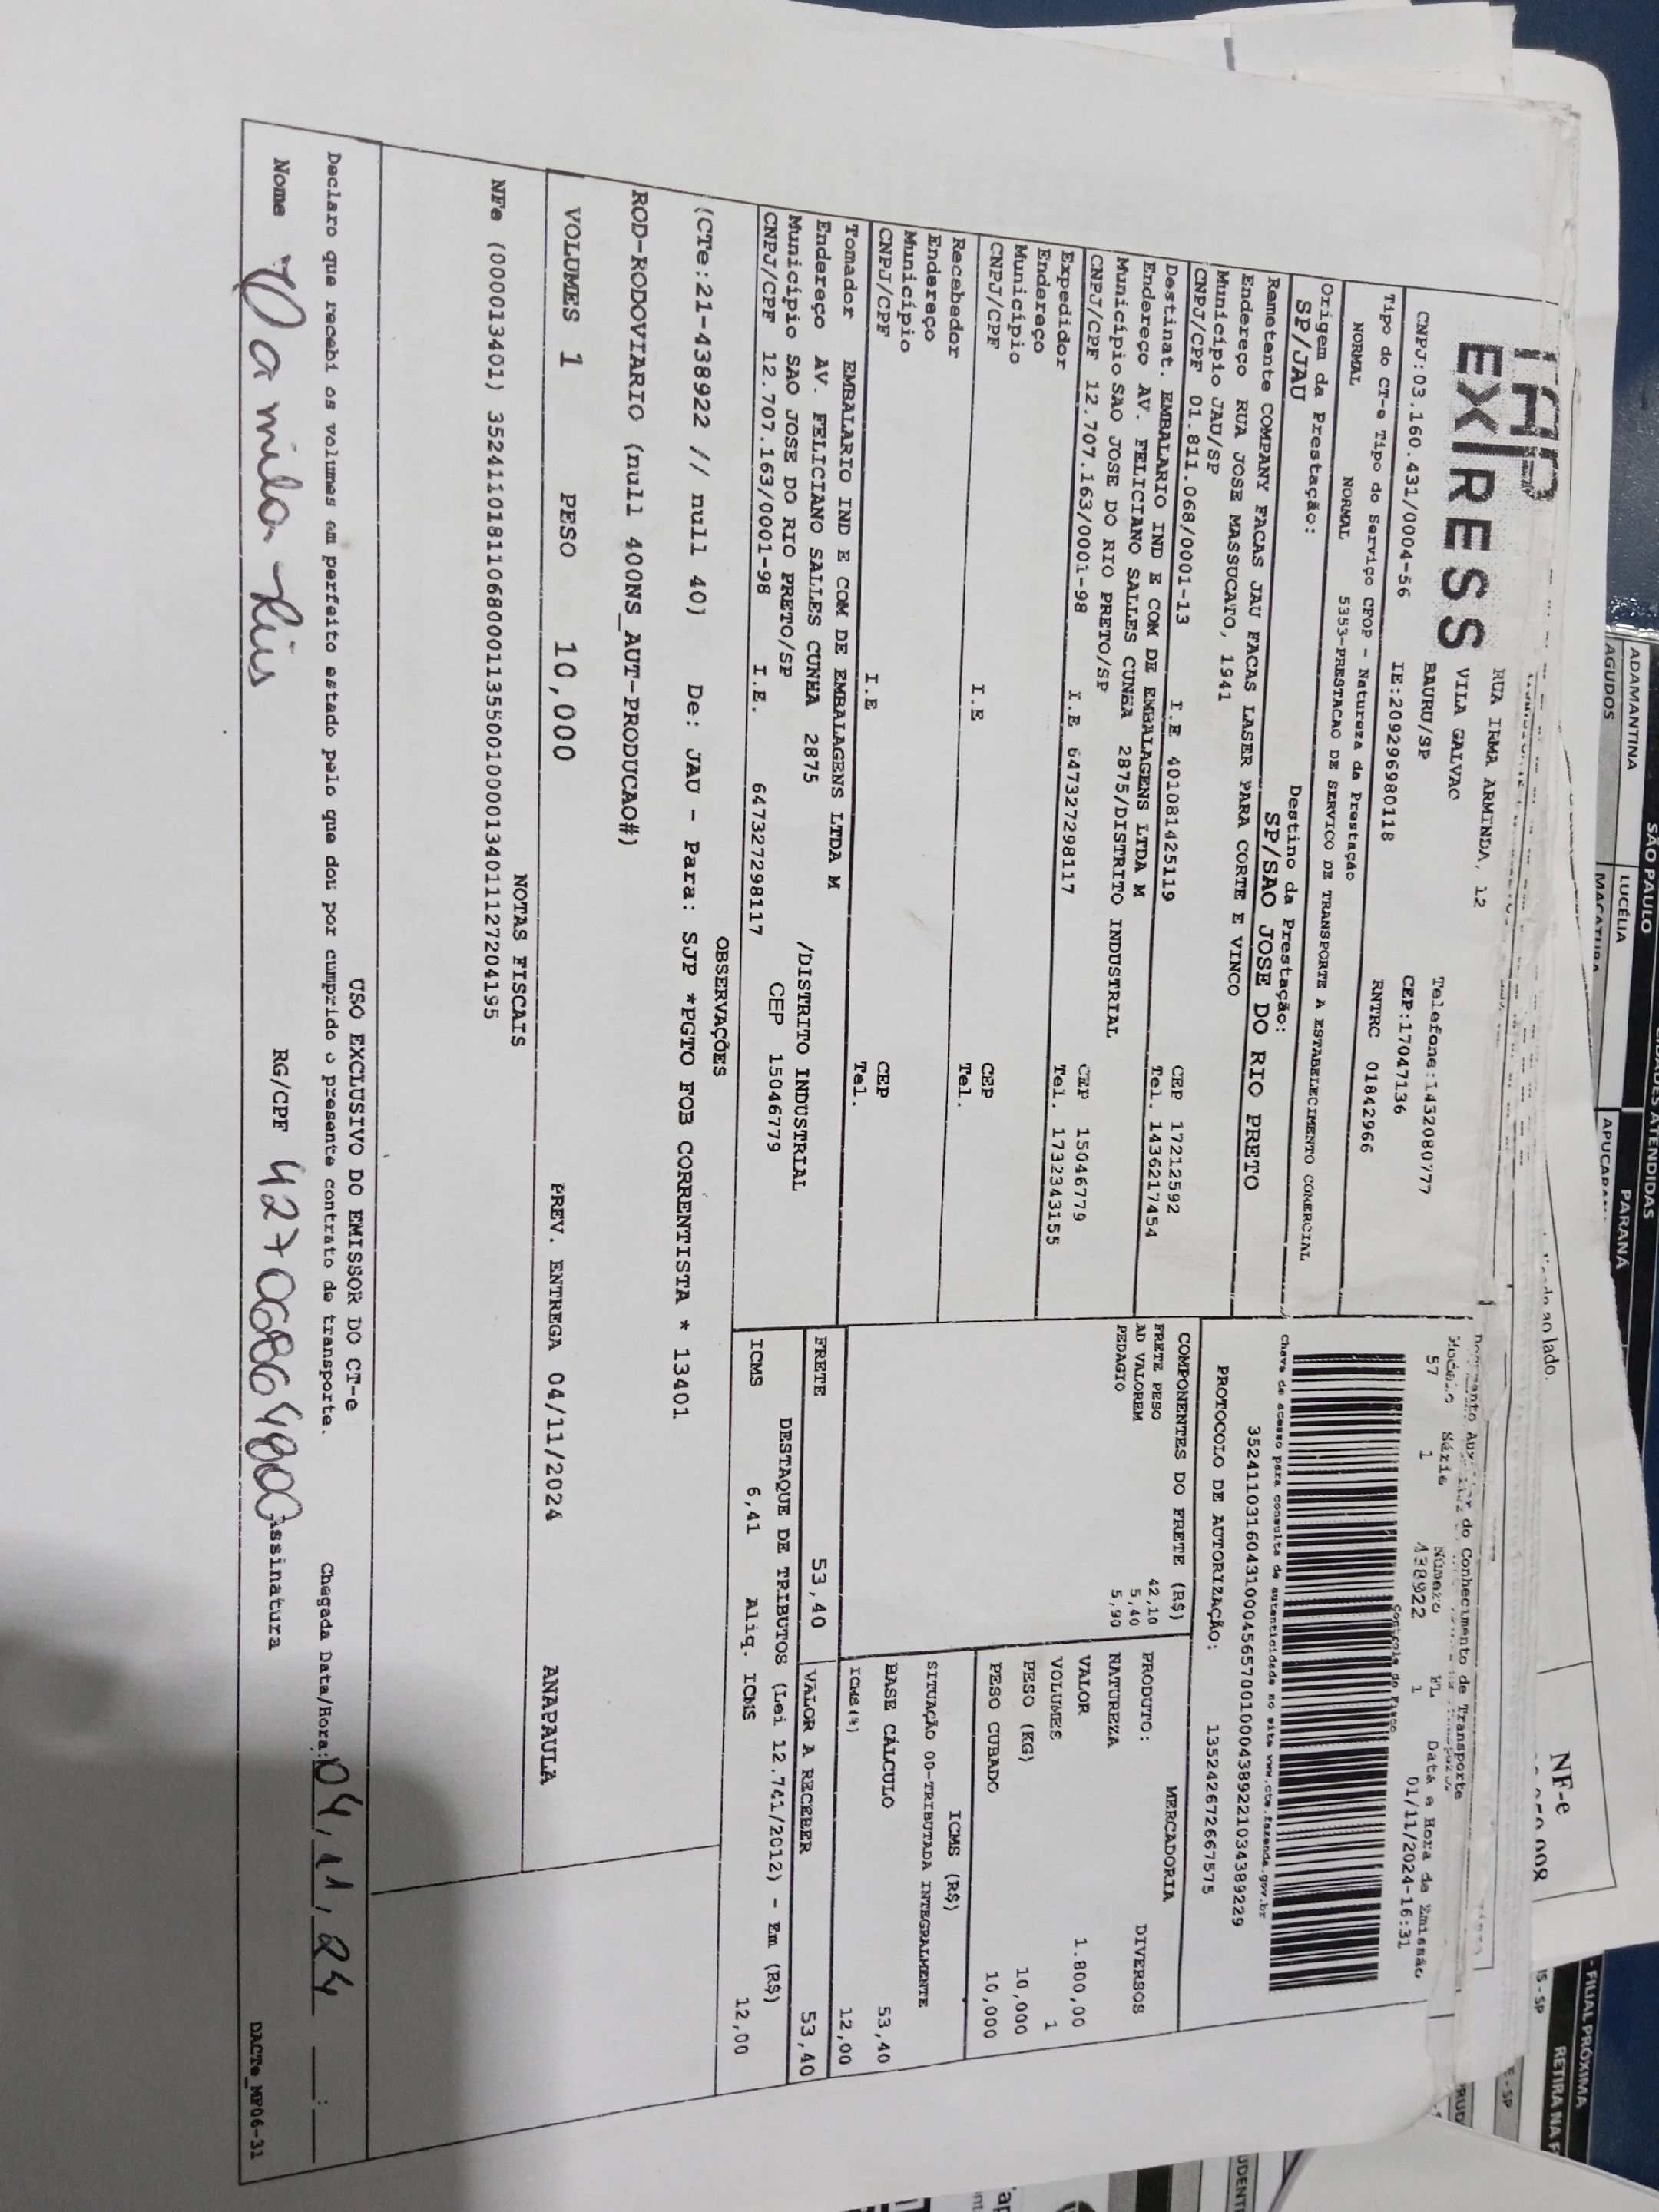 EX/RESS
RUA IRMA ARMINDA, 12
VILA GALVAO
BAURU/SP
Telefone:1432080777
CEP:17047136
CNPJ:03.160.431/0004-56 IE:209296980118
RNTRC 01842966
Tipo do CT-e Tipo do Serviço CFOP - Natureza da Prestação
NORMAL NORMAL 5353-PRESTACAO DE SERVICO DE TRANSPORTE A ESTABELECIMENTO COMERCIAL
Origem da Prestação: Destino da Prestação:
SP/JAU SP/SAO JOSE DO RIO PRETO
Remetente COMPANY FACAS JAU FACAS LASER PARA CORTE E VINCO
Endereço RUA JOSE MASSUCATO, 1941
Município JAU/SP CEP 17212592
CNPJ/CPF 01.811.068/0001-13 I.E 401081425119 Tel. 1436217454
Destinat. EMBALARIO IND E COM DE EMBALAGENS LTDA M
Endereço AV. FELICIANO SALLES CUNHA 2875/DISTRITO INDUSTRIAL
Município SAO JOSE DO RIO PRETO/SP CEP 15046779
CNPJ/CPF 12.707.163/0001-98 I.E 647327298117 Tel. 1732343155
Expedidor
Endereço
Município CEP
CNPJ/CPF I.E Tel.
Recebedor
Endereço
Município CEP
CNPJ/CPF I.E Tel.
Tomador EMBALARIO IND E COM DE EMBALAGENS LTDA M
Endereço AV. FELICIANO SALLES CUNHA 2875 /DISTRITO INDUSTRIAL
Município SAO JOSE DO RIO PRETO/SP CEP 15046779
CNPJ/CPF 12.707.163/0001-98 I.E. 647327298117
Auxiliar do Conhecimento de Transporte
Modelo Série Número FL Data e Hora da Emissão
57 1 438922 1 01/11/2024-16:31
Controle do Fisco
Chave de acesso para consulta de autenticidade no site www.cte.fazenda.gov.br
35241103160431000456570010004389221034389229
PROTOCOLO DE AUTORIZAÇÃO: 135242672667575
COMPONENTES DO FRETE (R$)
FRETE PESO 42,10
AD VALOREM 5,40
PEDAGIO 5,90
MERCADORIA
PRODUTO: DIVERSOS
NATUREZA
VALOR 1.800,00
VOLUMES 1
PESO (KG) 10,000
PESO CUBADO 10,000
ICMS (R$)
SITUAÇÃO 00-TRIBUTADA INTEGRALMENTE
BASE CÁLCULO 53,40
ICMS(%) 12,00
FRETE 53,40 VALOR A RECEBER 53,40
DESTAQUE DE TRIBUTOS (Lei 12.741/2012) - Em (R$)
ICMS 6,41 Aliq. ICMS 12,00
OBSERVAÇÕES
(CTe:21-438922 // null 40) De: JAU - Para: SJP *PGTO FOB CORRENTISTA * 13401
ROD-RODOVIARIO (null 400NS_AUT-PRODUCAO#)
VOLUMES 1 PESO 10,000 PREV. ENTREGA 04/11/2024 ANAPAULA
NOTAS FISCAIS
NFe (000013401) 35241101811068000113550010000134011127204195
USO EXCLUSIVO DO EMISSOR DO CT-e
Declaro que recebi os volumes em perfeito estado pelo que dou por cumprido o presente contrato de transporte. Chegada Data/Hora: 04, 11, 24 __:__
Nome Camila Reis RG/CPF 42706806480 Assinatura
DACTe_MP06-31
NF-e
ao lado.
SÃO PAULO
ADAMANTINA LUCÉLIA
AGUDOS
PARANÁ
ATENDIDAS
- FILIAL PRÓXIMA
RETIRA NA